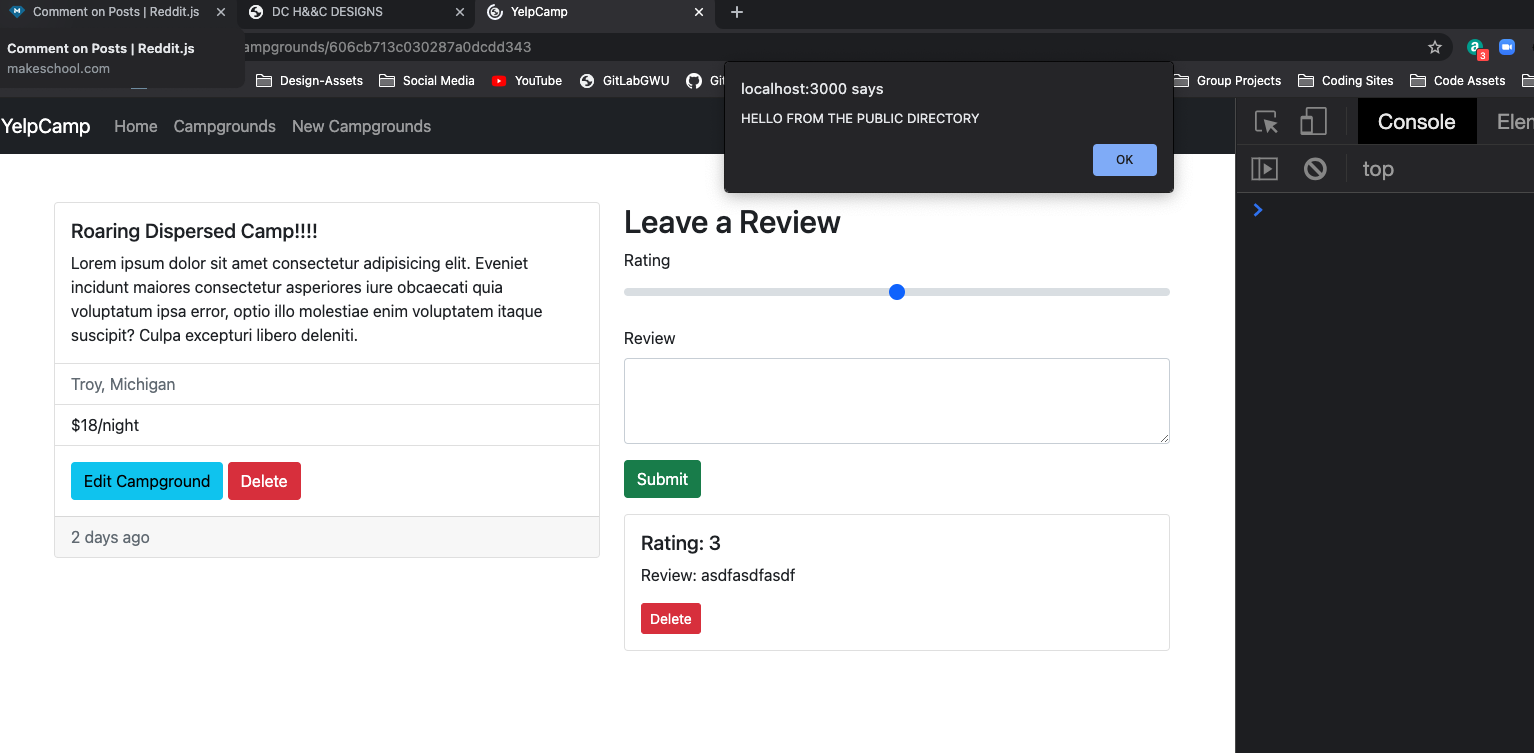 Comment on Posts | Reddit.js
DC H&&C DESIGNS
YelpCamp
Comment on Posts | Reddit.js
makeschool.com
ampgrounds/606cb713c030287a0dcdd343
3
Design-Assets
Social Media
YouTube
GitLabGWU
Git
Group Projects
Coding Sites
Code Assets
localhost:3000 says
HELLO FROM THE PUBLIC DIRECTORY
OK
YelpCamp
Home
Campgrounds
New Campgrounds
Console
Elem
top
Roaring Dispersed Camp!!!!
Lorem ipsum dolor sit amet consectetur adipisicing elit. Eveniet
incidunt maiores consectetur asperiores iure obcaecati quia
voluptatum ipsa error, optio illo molestiae enim voluptatem itaque
suscipit? Culpa excepturi libero deleniti.
Troy, Michigan
$18/night
Edit Campground
Delete
2 days ago
Leave a Review
Rating
Review
Submit
Rating: 3
Review: asdfasdfasdf
Delete